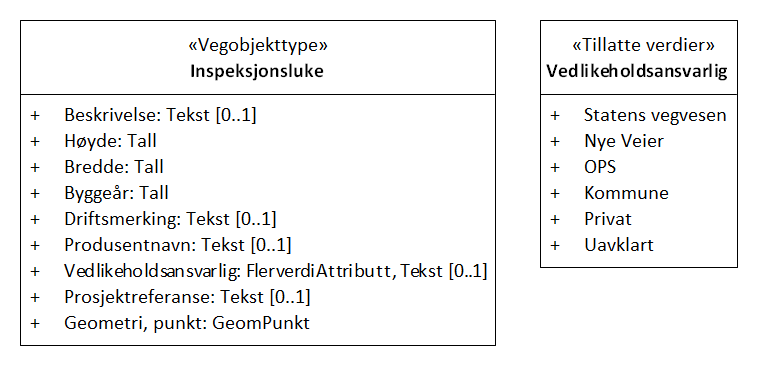 «Vegobjekttype»
Inspeksjonsluke
+ Beskrivelse: Tekst [0..1]
+ Høyde: Tall
+ Bredde: Tall
+ Byggeår: Tall
+ Driftsmerking: Tekst [0..1]
+ Produsentnavn: Tekst [0..1]
+ Vedlikeholdsansvarlig: FlerverdiAttributt, Tekst [0..1]
+ Prosjektreferanse: Tekst [0..1]
+ Geometri, punkt: GeomPunkt
«Tillatte verdier»
Vedlikeholdsansvarlig
+ Statens vegvesen
+ Nye Veier
+ OPS
+ Kommune
+ Privat
+ Uavklart